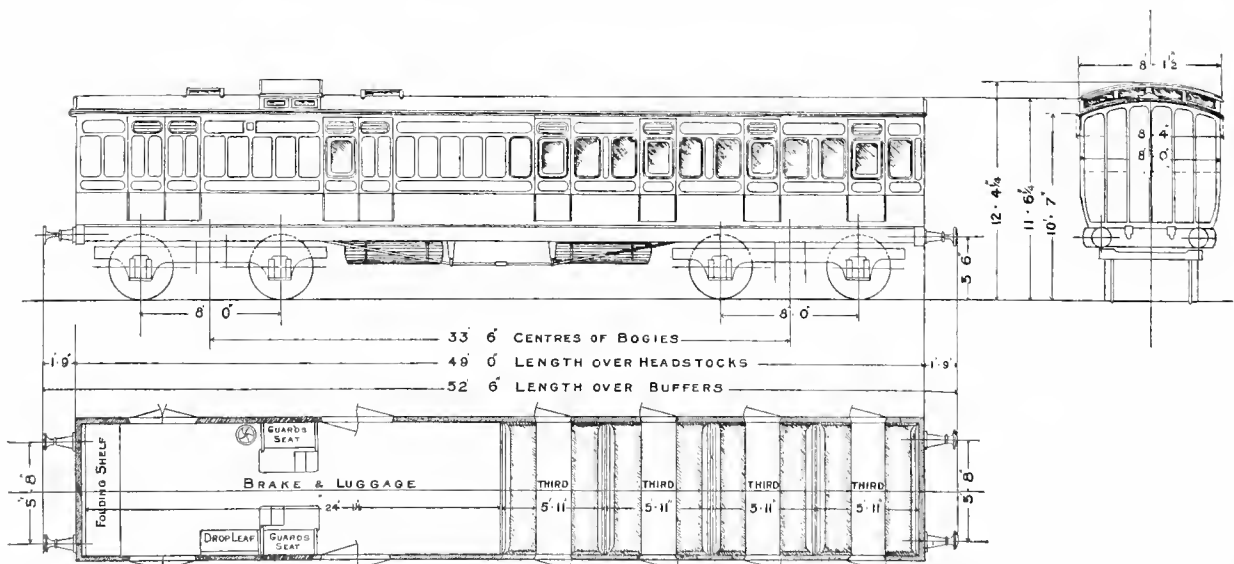 8' 1½"
8' 4"
8' 0"
12' 4¼"
11' 6¼"
10' 7"
3' 6"
8' 0"
8' 0"
33' 6" CENTRES OF BOGIES
1' 9" 49' 0" LENGTH OVER HEADSTOCKS 1' 9"
52' 6" LENGTH OVER BUFFERS
FOLDING SHELF
GUARDS
SEAT
BRAKE & LUGGAGE
24' 1½"
DROP LEAF
GUARDS
SEAT
THIRD THIRD THIRD THIRD
5' 11" 5' 11" 5' 11" 5' 11"
5' 8"
5' 8"